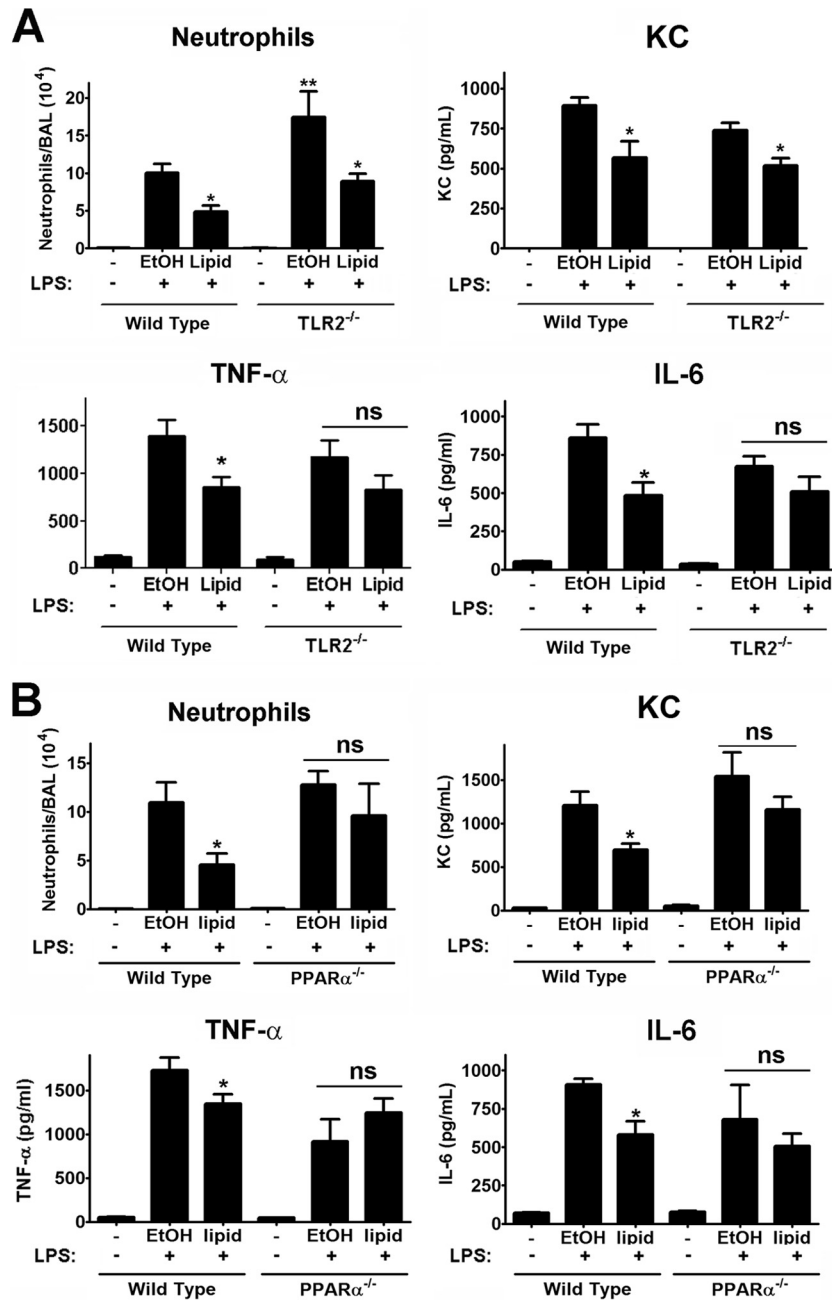 A
Neutrophils
Neutrophils/BAL (10⁴)
20
15
10
5
0
**
*
*
- EtOH Lipid - EtOH Lipid
LPS: - + + - + +
Wild Type TLR2⁻/⁻
KC
KC (pg/mL)
1000
750
500
250
0
*
*
- EtOH Lipid - EtOH Lipid
- + + - + +
Wild Type TLR2⁻/⁻
TNF-α
1500
1000
500
0
*
ns
- EtOH Lipid - EtOH Lipid
LPS: - + + - + +
Wild Type TLR2⁻/⁻
IL-6
IL-6 (pg/ml)
1000
750
500
250
0
*
ns
- EtOH Lipid - EtOH Lipid
LPS: - + + - + +
Wild Type TLR2⁻/⁻
B
Neutrophils
Neutrophils/BAL (10⁴)
15
10
5
0
*
ns
- EtOH lipid - EtOH lipid
LPS: - + + - + +
Wild Type PPARα⁻/⁻
KC
KC (pg/mL)
1500
1000
500
0
*
ns
- EtOH lipid - EtOH lipid
LPS: - + + - + +
Wild Type PPARα⁻/⁻
TNF-α
TNF-α (pg/ml)
1500
1000
500
0
*
ns
- EtOH lipid - EtOH lipid
LPS: - + + - + +
Wild Type PPARα⁻/⁻
IL-6
IL-6 (pg/mL)
1000
750
500
250
0
*
ns
- EtOH lipid - EtOH lipid
LPS: - + + - + +
Wild Type PPARα⁻/⁻